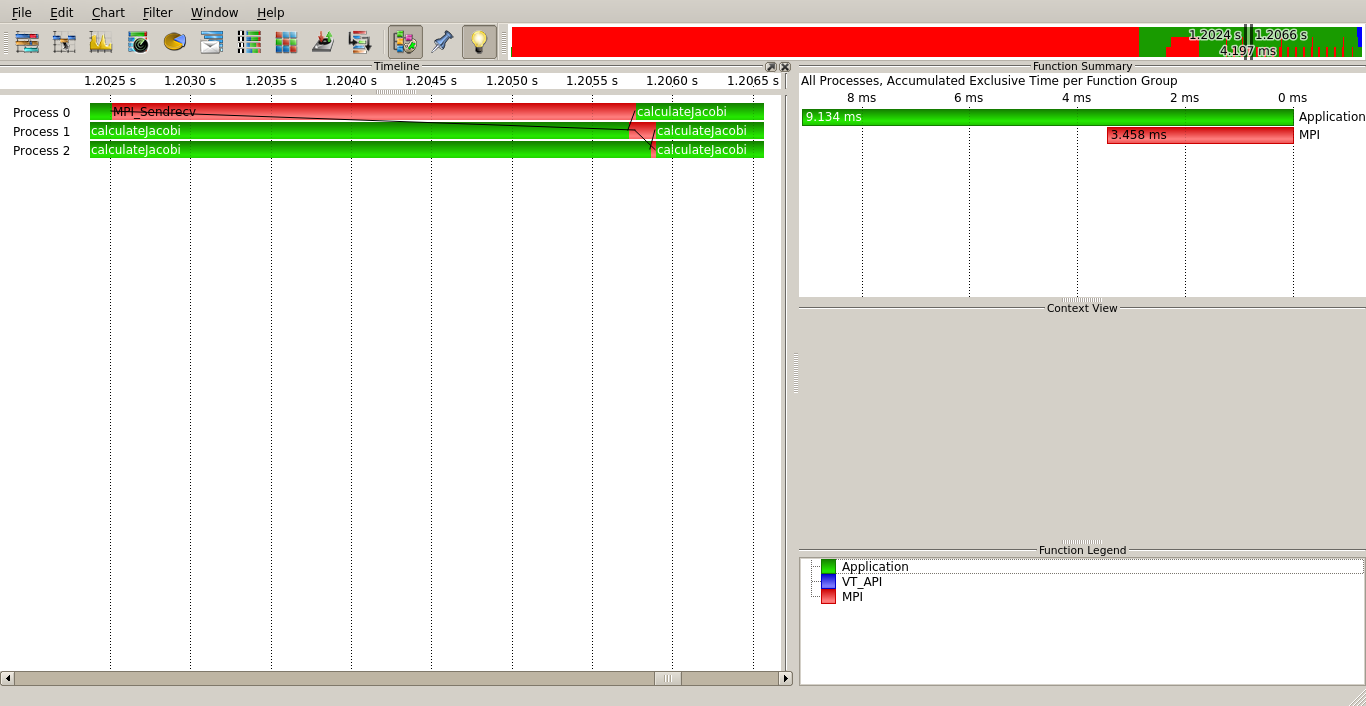 File Edit Chart Filter Window Help
1.2024 s 1.2066 s
4.197 ms
Timeline
1.2025 s 1.2030 s 1.2035 s 1.2040 s 1.2045 s 1.2050 s 1.2055 s 1.2060 s 1.2065 s
Process 0 MPI_Sendrecv calculateJacobi
Process 1 calculateJacobi calculateJacobi
Process 2 calculateJacobi calculateJacobi
Function Summary
All Processes, Accumulated Exclusive Time per Function Group
8 ms 6 ms 4 ms 2 ms 0 ms
9.134 ms Application
3.458 ms MPI
Context View
Function Legend
Application
VT_API
MPI